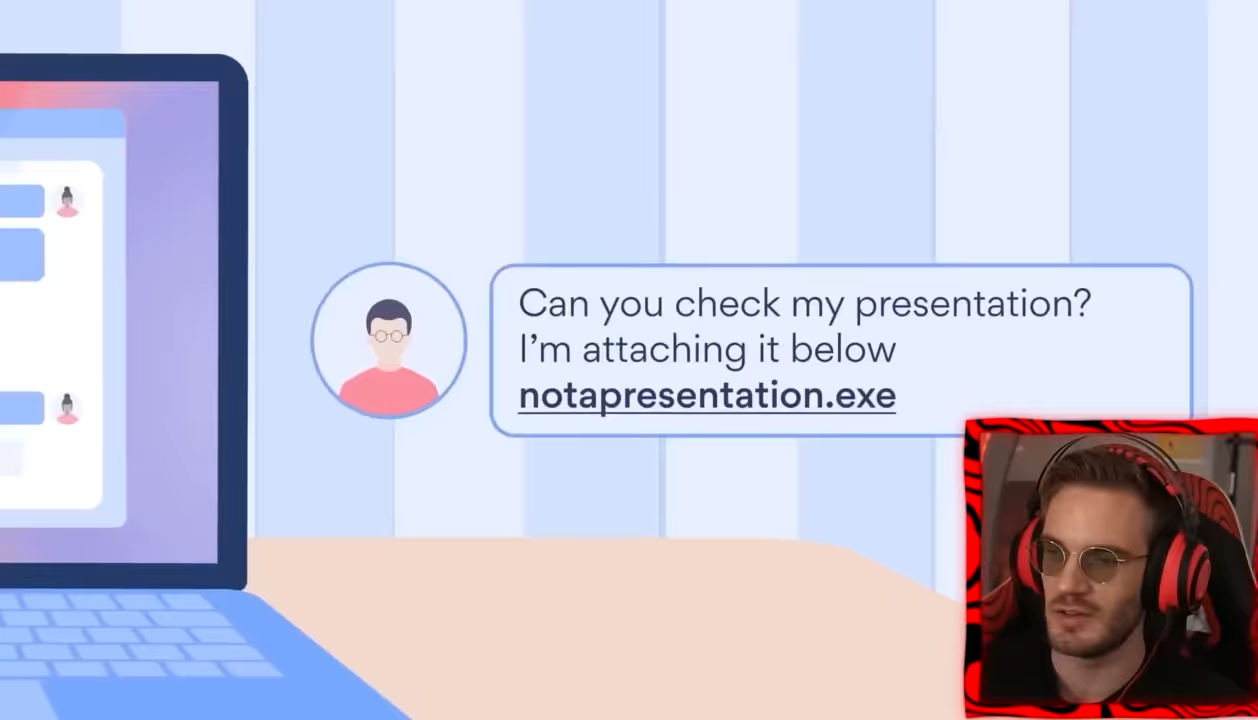 Can you check my presentation?
I'm attaching it below
notapresentation.exe